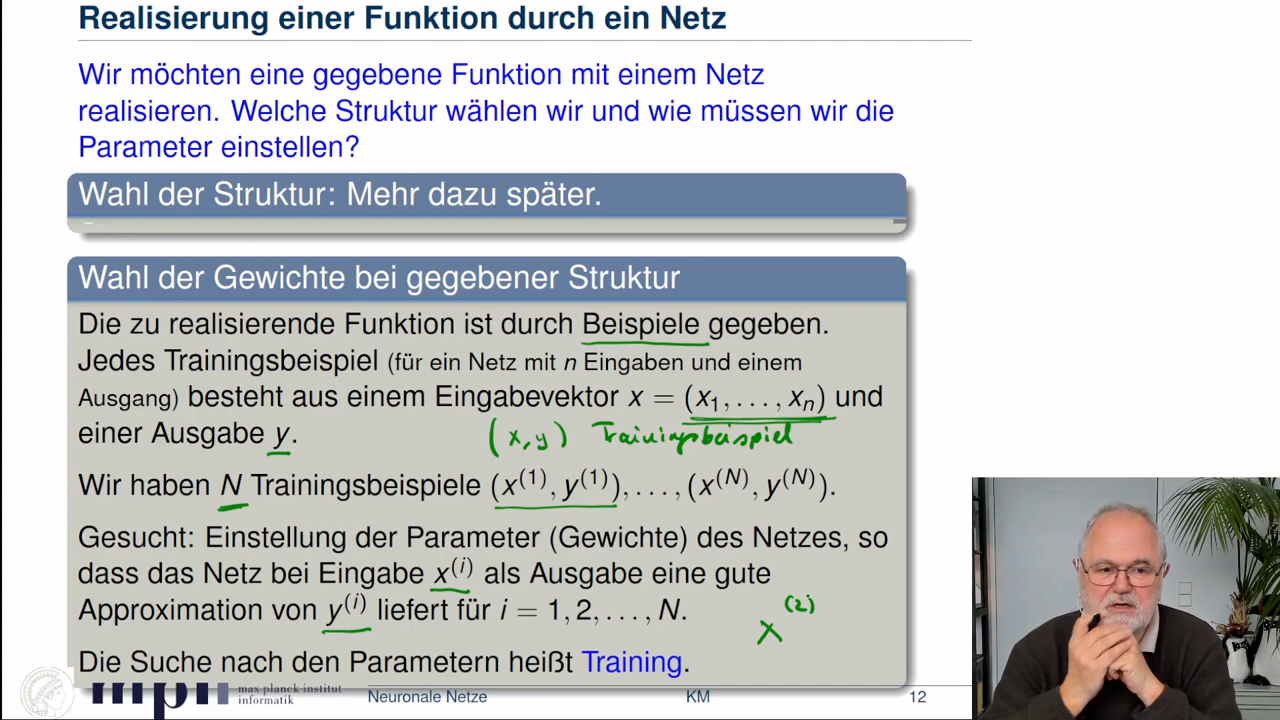 Realisierung einer Funktion durch ein Netz
Wir möchten eine gegebene Funktion mit einem Netz
realisieren. Welche Struktur wählen wir und wie müssen wir die
Parameter einstellen?
Wahl der Struktur: Mehr dazu später.
Wahl der Gewichte bei gegebener Struktur
Die zu realisierende Funktion ist durch Beispiele gegeben.
Jedes Trainingsbeispiel (für ein Netz mit n Eingaben und einem
Ausgang) besteht aus einem Eingabevektor x = (x₁, . . . , xₙ) und
einer Ausgabe y.
(x,y) Trainingsbeispiel
Wir haben N Trainingsbeispiele (x⁽¹⁾, y⁽¹⁾), . . . , (x⁽ᴺ⁾, y⁽ᴺ⁾).
Gesucht: Einstellung der Parameter (Gewichte) des Netzes, so
dass das Netz bei Eingabe x⁽ⁱ⁾ als Ausgabe eine gute
Approximation von y⁽ⁱ⁾ liefert für i = 1, 2, . . . , N.
x⁽²⁾
Die Suche nach den Parametern heißt Training.
max planck institut
informatik
Neuronale Netze KM 12